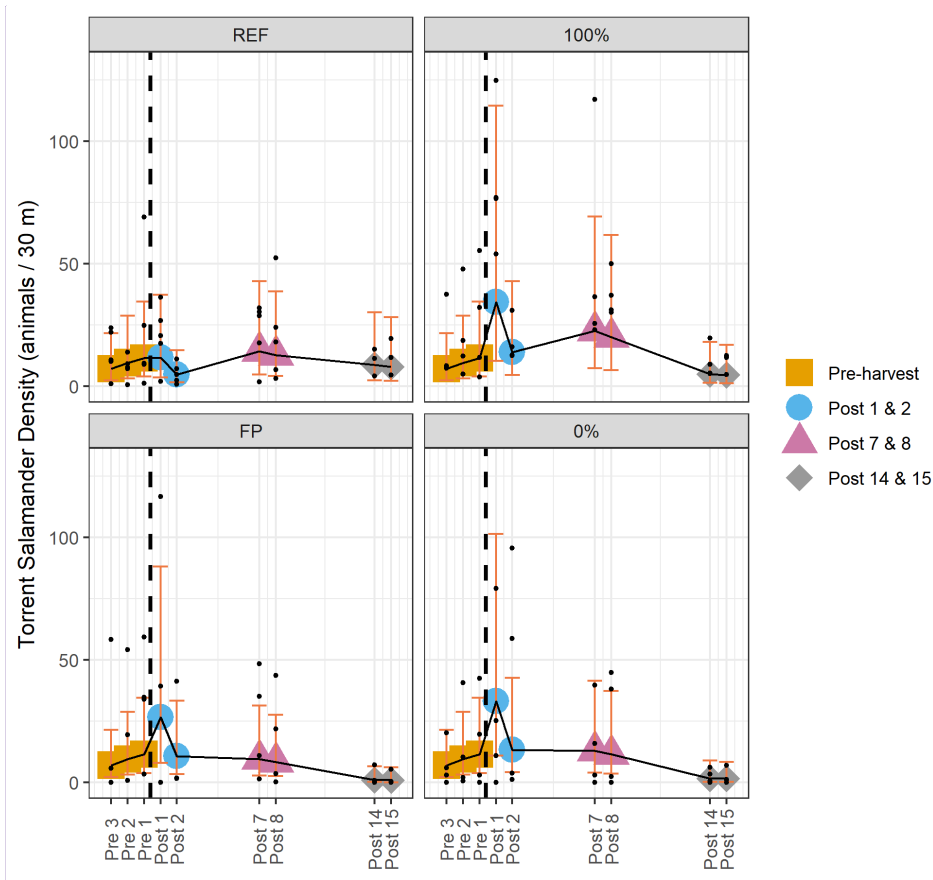 REF
100%
Torrent Salamander Density (animals / 30 m)
100
50
0
FP
0%
100
50
0
Pre 3
Pre 2
Pre 1
Post 1
Post 2
Post 7
Post 8
Post 14
Post 15
Pre 3
Pre 2
Pre 1
Post 1
Post 2
Post 7
Post 8
Post 14
Post 15
Pre-harvest
Post 1 & 2
Post 7 & 8
Post 14 & 15